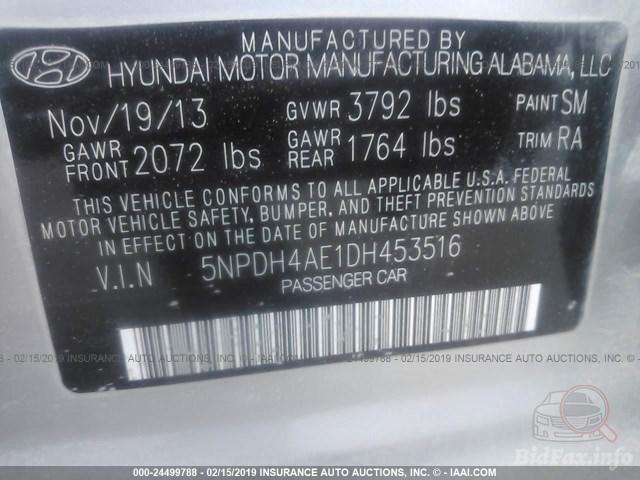 MANUFACTURED BY
HYUNDAI MOTOR MANUFACTURING ALABAMA, LLC
Nov/19/13 GVWR 3792 lbs PAINT SM
GAWR FRONT 2072 lbs GAWR REAR 1764 lbs TRIM RA
THIS VEHICLE CONFORMS TO ALL APPLICABLE U.S.A. FEDERAL
MOTOR VEHICLE SAFETY, BUMPER, AND THEFT PREVENTION STANDARDS
IN EFFECT ON THE DATE OF MANUFACTURE SHOWN ABOVE
V.I.N 5NPDH4AE1DH453516
PASSENGER CAR
BidFax.info
000-24499788 - 02/15/2019 - INSURANCE AUTO AUCTIONS, INC. - © - IAAI.COM